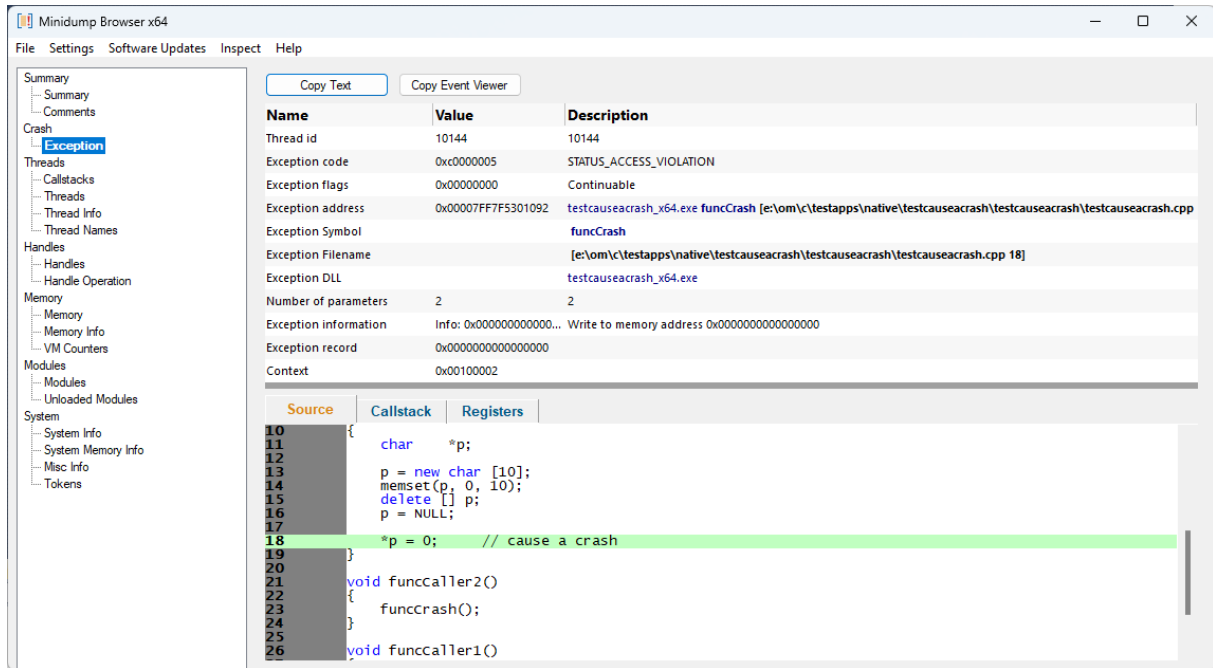 Minidump Browser x64
File Settings Software Updates Inspect Help
Summary
Summary
Comments
Crash
Exception
Threads
Callstacks
Threads
Thread Info
Thread Names
Handles
Handles
Handle Operation
Memory
Memory
Memory Info
VM Counters
Modules
Modules
Unloaded Modules
System
System Info
System Memory Info
Misc Info
Tokens
Copy Text Copy Event Viewer
Name Value Description
Thread id 10144 10144
Exception code 0xc0000005 STATUS_ACCESS_VIOLATION
Exception flags 0x00000000 Continuable
Exception address 0x00007FF7F5301092 testcauseacrash_x64.exe funcCrash [e:\om\c\testapps\native\testcauseacrash\testcauseacrash\testcauseacrash.cpp
Exception Symbol funcCrash
Exception Filename [e:\om\c\testapps\native\testcauseacrash\testcauseacrash\testcauseacrash.cpp 18]
Exception DLL testcauseacrash_x64.exe
Number of parameters 2 2
Exception information Info: 0x000000000000... Write to memory address 0x0000000000000000
Exception record 0x0000000000000000
Context 0x00100002
Source Callstack Registers
10 {
11 char *p;
12
13 p = new char [10];
14 memset(p, 0, 10);
15 delete [] p;
16 p = NULL;
17
18 *p = 0; // cause a crash
19 }
20
21 void funcCaller2()
22 {
23 funcCrash();
24 }
25
26 void funcCaller1()